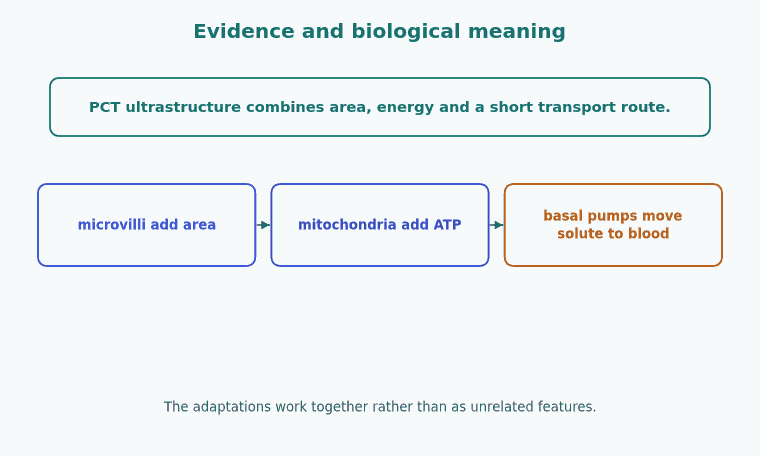 Evidence and biological meaning
PCT ultrastructure combines area, energy and a short transport route.
microvilli add area
mitochondria add ATP
basal pumps move
solute to blood
The adaptations work together rather than as unrelated features.